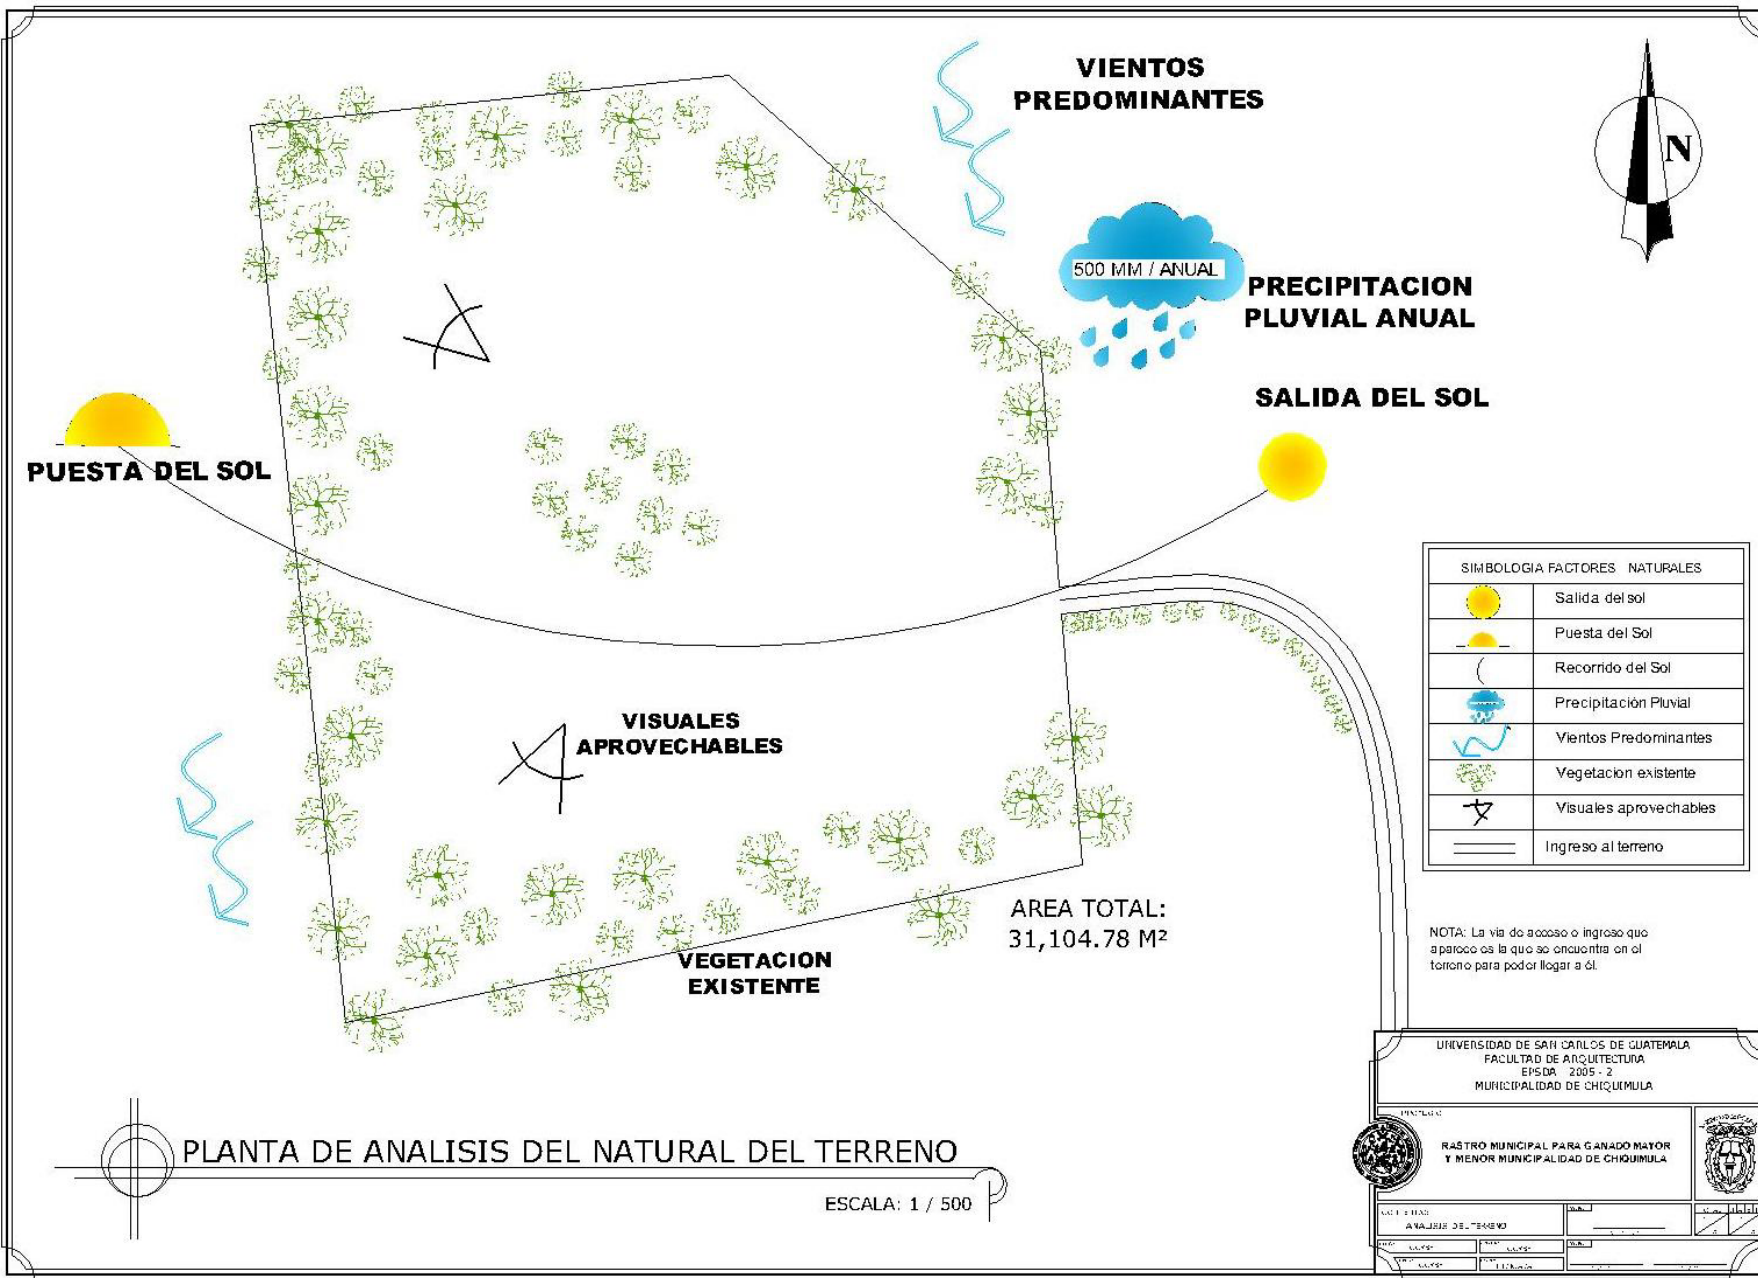 VIENTOS
PREDOMINANTES
N
500 MM / ANUAL
PRECIPITACION
PLUVIAL ANUAL
SALIDA DEL SOL
PUESTA DEL SOL
SIMBOLOGIA FACTORES NATURALES
Salida del sol
Puesta del Sol
Recorrido del Sol
Precipitación Pluvial
Vientos Predominantes
Vegetacion existente
Visuales aprovechables
Ingreso al terreno
VISUALES
APROVECHABLES
AREA TOTAL:
31,104.78 M²
VEGETACION
EXISTENTE
NOTA: La via de acceso o ingreso que
aparece es la que se encuentra en el
terreno para poder llegar a él.
UNIVERSIDAD DE SAN CARLOS DE GUATEMALA
FACULTAD DE ARQUITECTURA
EPSDA 2005 - 2
MUNICIPALIDAD DE CHIQUIMULA
RASTRO MUNICIPAL PARA GANADO MAYOR
Y MENOR MUNICIPALIDAD DE CHIQUIMULA
ANALISIS DEL TERRENO
PLANTA DE ANALISIS DEL NATURAL DEL TERRENO
ESCALA: 1 / 500